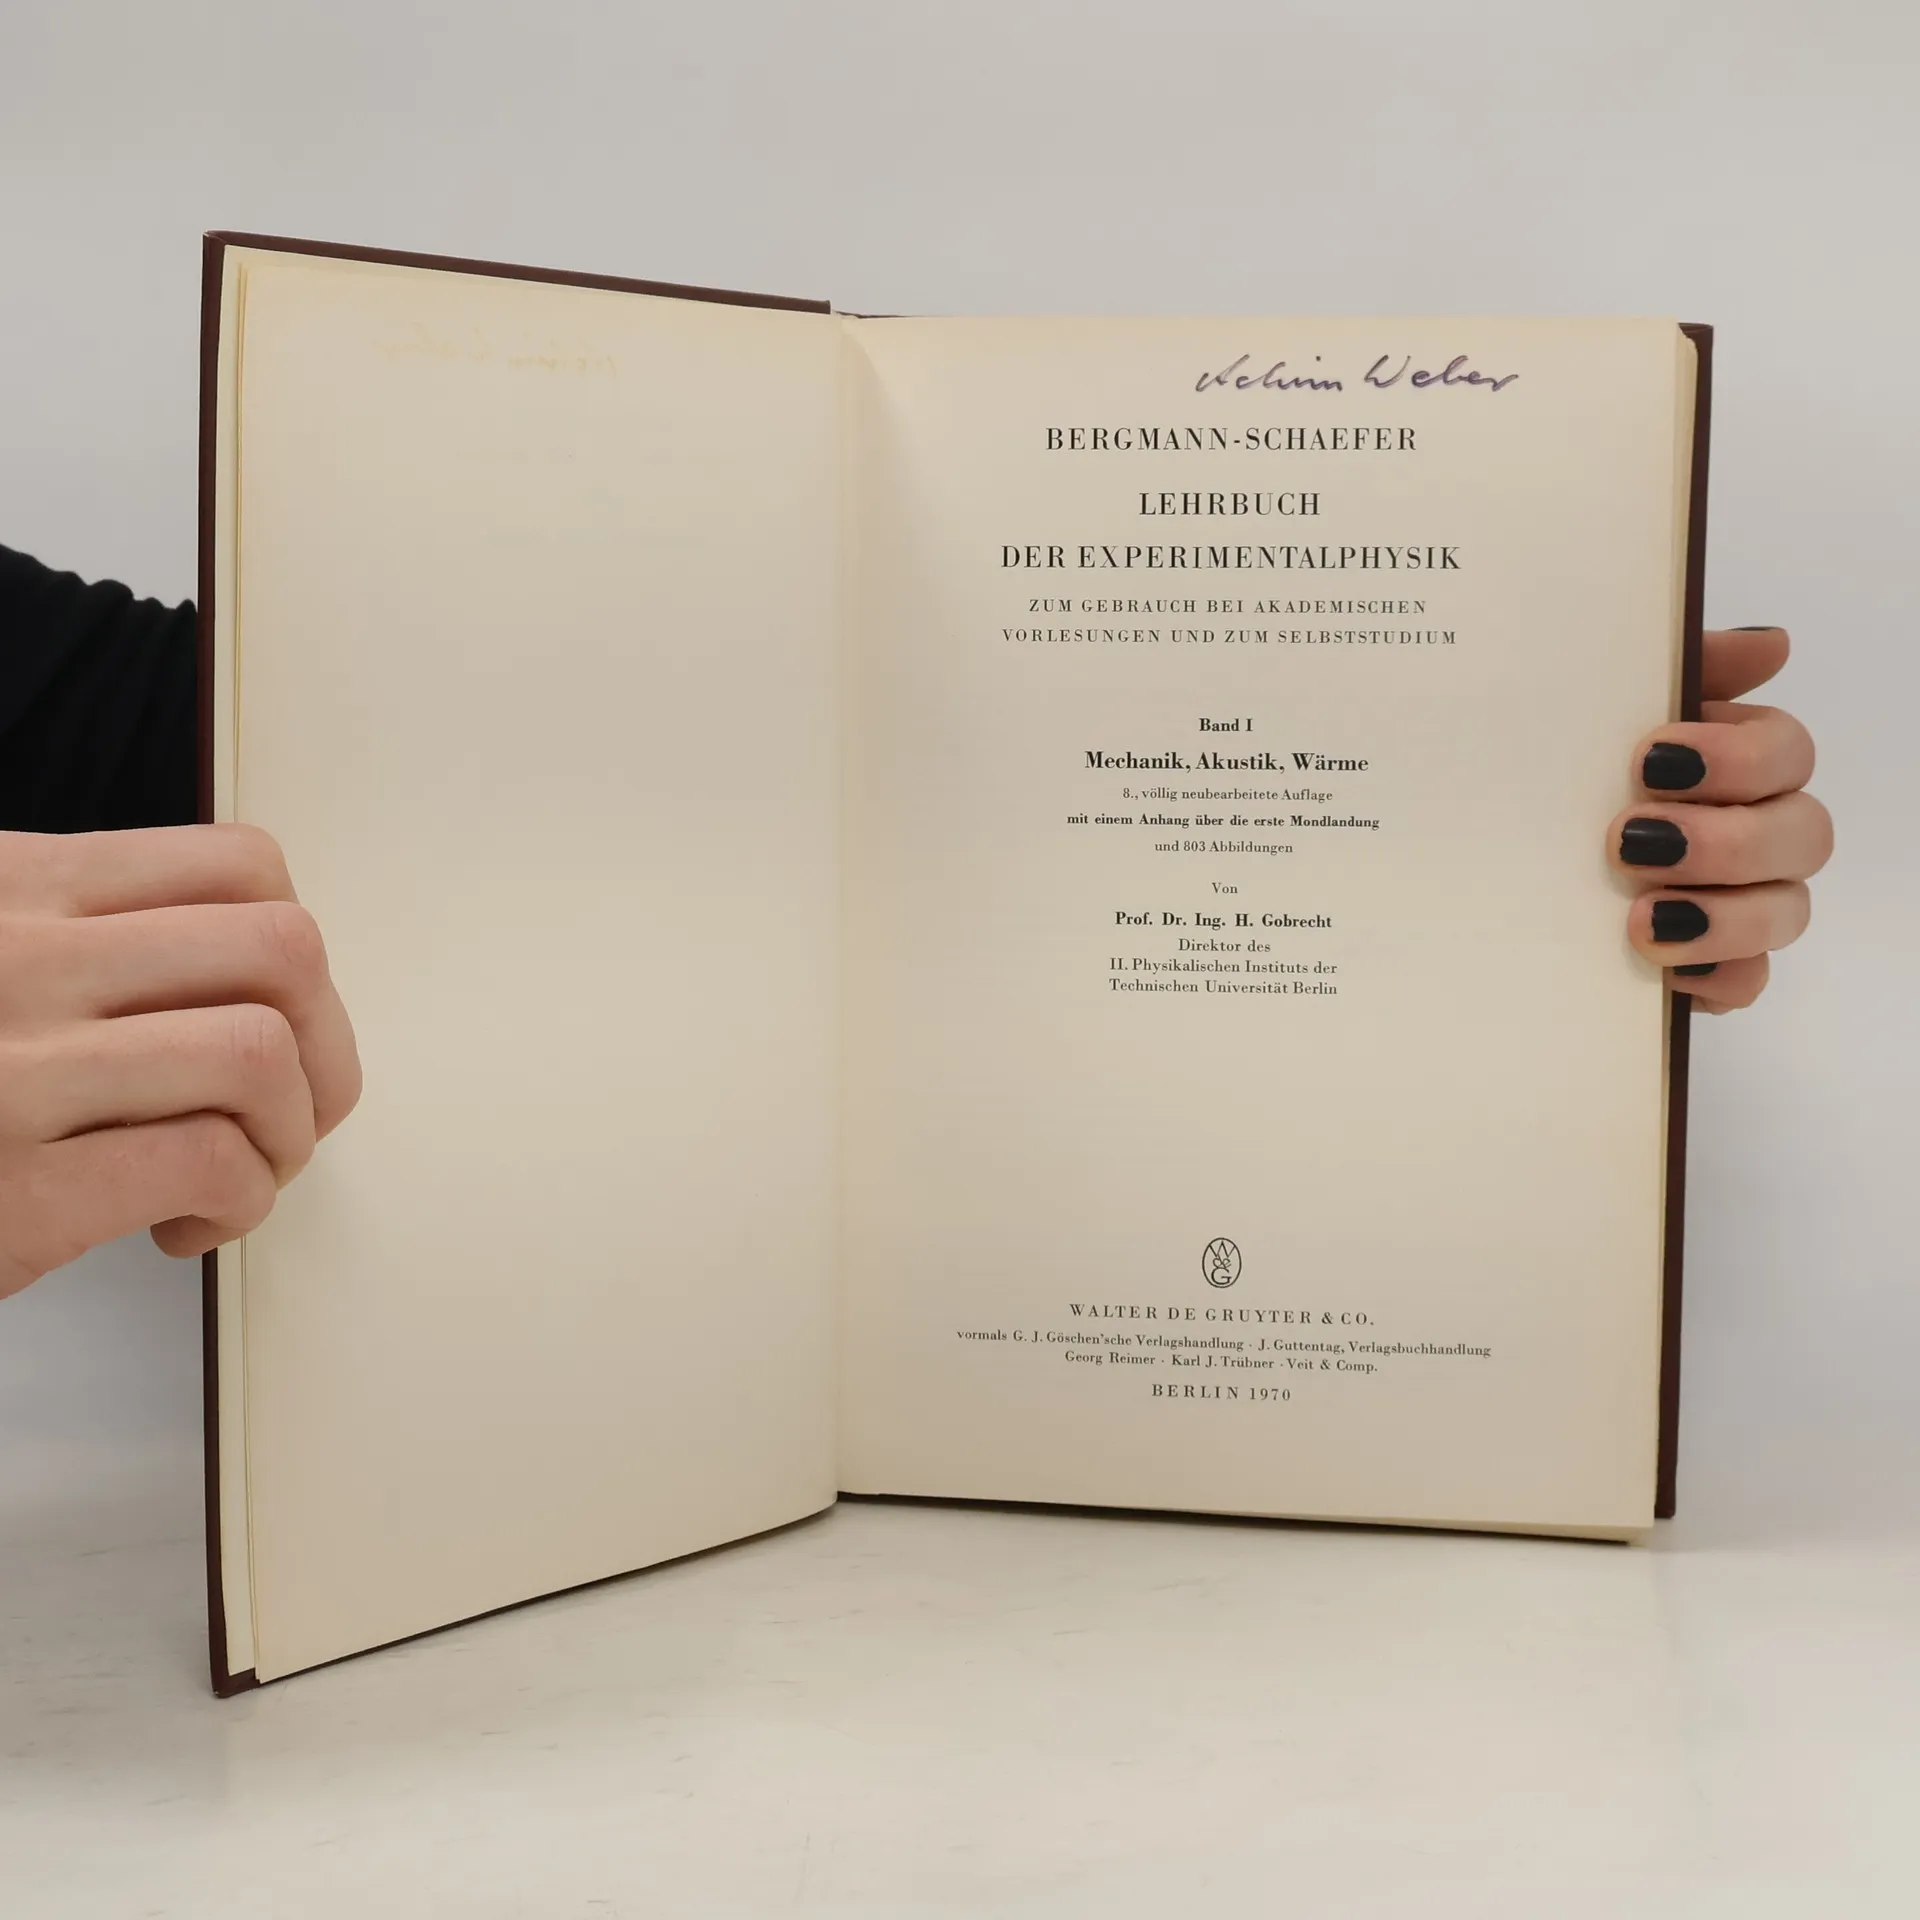 Achim Weber
BERGMANN-SCHAEFER
LEHRBUCH
DER EXPERIMENTALPHYSIK
ZUM GEBRAUCH BEI AKADEMISCHEN
VORLESUNGEN UND ZUM SELBSTSTUDIUM
Band I
Mechanik, Akustik, Wärme
8., völlig neubearbeitete Auflage
mit einem Anhang über die erste Mondlandung
und 803 Abbildungen
Von
Prof. Dr. Ing. H. Gobrecht
Direktor des
II. Physikalischen Instituts der
Technischen Universität Berlin
W
de
G
WALTER DE GRUYTER & CO.
vormals G. J. Göschen'sche Verlagshandlung · J. Guttentag, Verlagsbuchhandlung
Georg Reimer · Karl J. Trübner · Veit & Comp.
BERLIN 1970